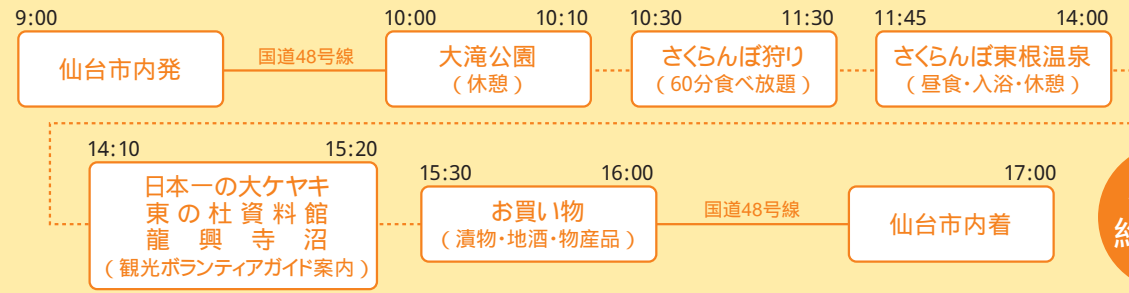 9:00
仙台市内発
国道48号線
10:00 10:10
大滝公園
(休憩)
10:30 11:30
さくらんぼ狩り
(60分食べ放題)
11:45 14:00
さくらんぼ東根温泉
(昼食・入浴・休憩)
14:10 15:20
日本一の大ケヤキ
東の杜資料館
龍興寺沼
(観光ボランティアガイド案内)
15:30 16:00
お買い物
(漬物・地酒・物産品)
国道48号線
17:00
仙台市内着